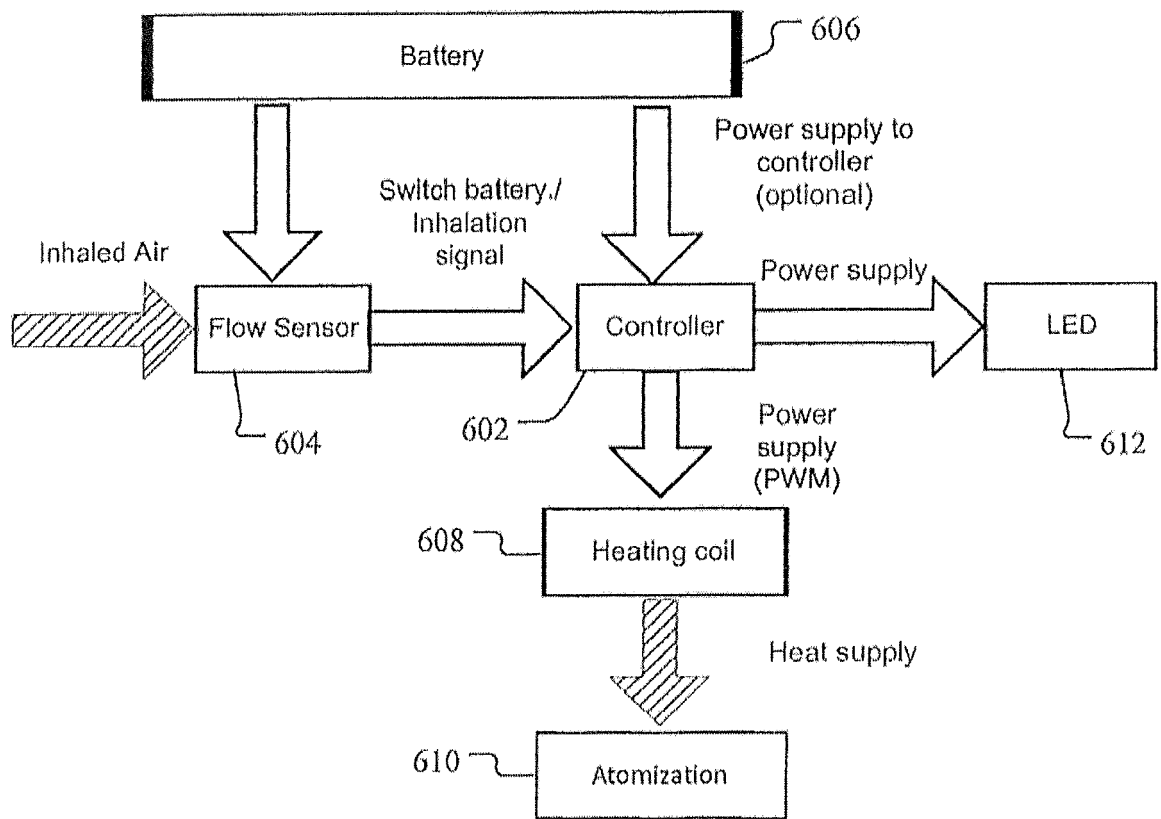 Battery
606
Power supply to
controller
(optional)
Switch battery./
Inhalation
signal
Inhaled Air
Power supply
Flow Sensor
Controller
LED
604
602
Power
supply
(PWM)
612
608
Heating coil
Heat supply
610
Atomization